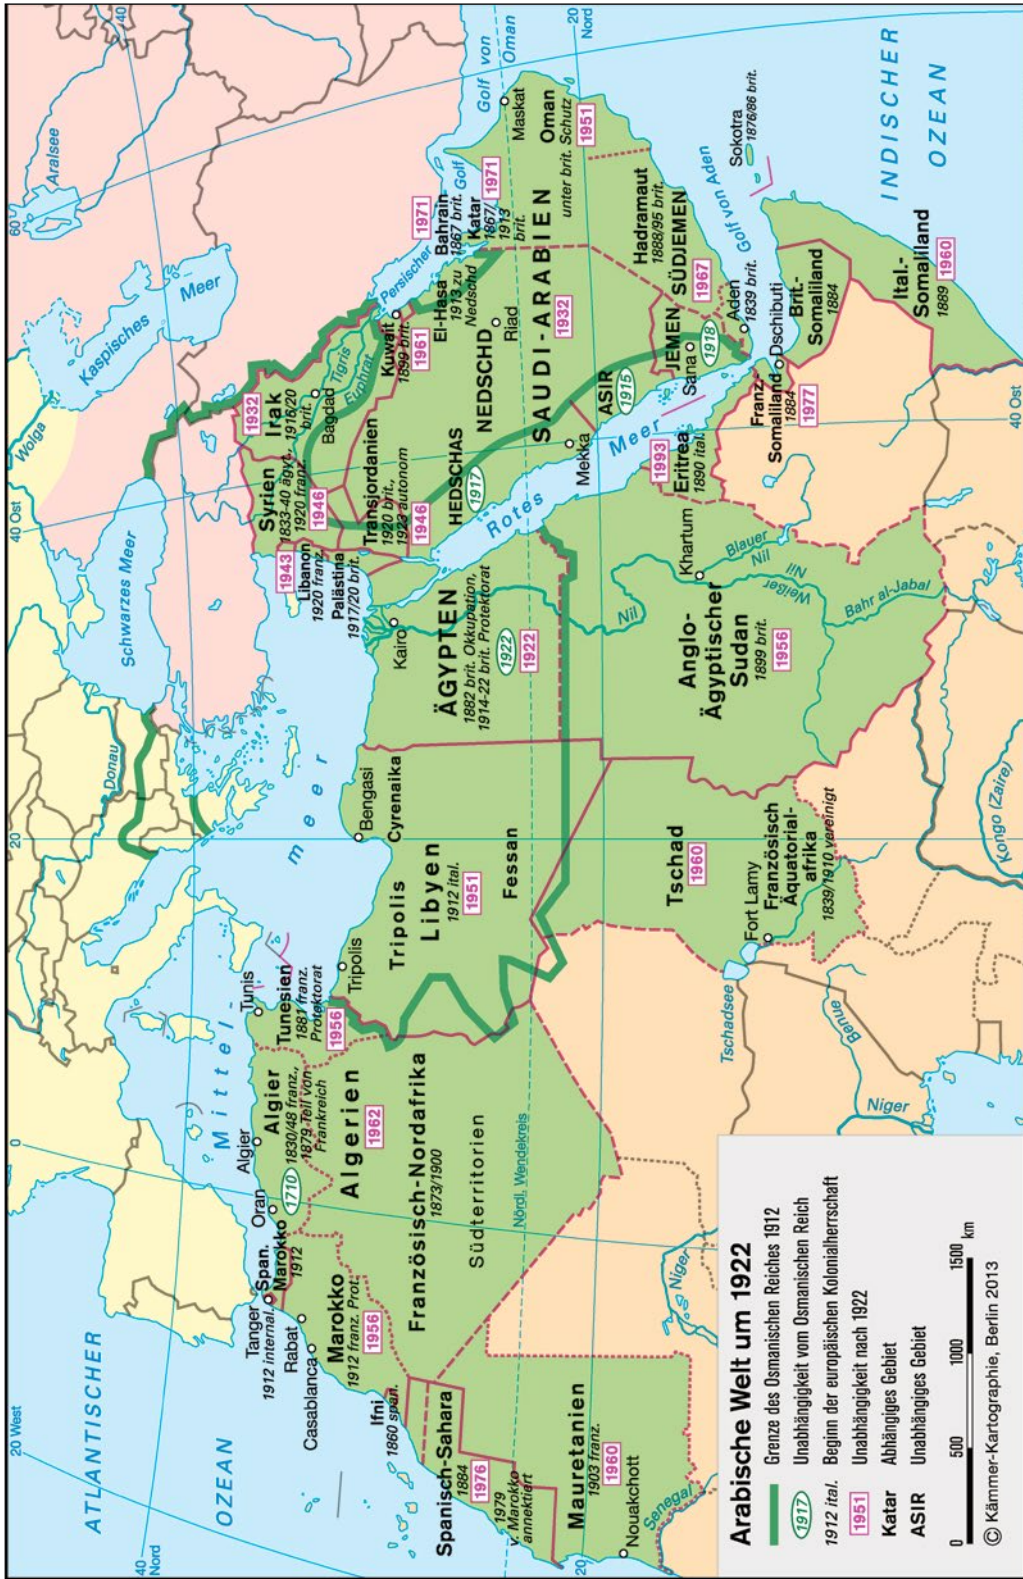 ATLANTISCHER
OZEAN
20 West
40
Nord
0
20
40 Ost
60
40
Donau
Schwarzes Meer
Wolga
Kaspisches
Meer
Aralsee
Mittel-
meer
Tanger
1912 internal.
Span.
Marokko
1912
Rabat
Casablanca
Marokko
1912 franz. Prot.
1956
Ifni
1860 span.
Spanisch-Sahara
1884
1976
1979
v. Marokko
annektiert
Mauretanien
1903 franz.
1960
Nouakchott
Senegal
20
Oran
1710
Algier
Algier
1830/48 franz.,
1879 Teil von
Frankreich
Algerien
1962
Französisch-Nordafrika
1873/1900
Südterritorien
Nördl. Wendekreis
Tunis
Tunesien
1881 franz.
Protektorat
1956
Tripolis
Tripolis
Libyen
1912 ital.
1951
Bengasi
Cyrenaika
Fessan
Kairo
ÄGYPTEN
1882 brit. Okkupation,
1914-22 brit. Protektorat
1922
1922
Nil
1943
Libanon
1920 franz.
Palästina
1917/20 brit.
Syrien
1833-40 ägypt.,
1920 franz.
1946
Transjordanien
1920 brit.,
1923 autonom
1946
1932
Irak
1916/20
brit.
Bagdad
Tigris
Euphrat
Kuwait
1899 brit.
1961
Persischer
Golf
1971
Bahrain
1867 brit.
Katar
1867/
1913
brit.
1971
El-Hasa
1913 zu
Nedschd
HEDSCHAS
1917
NEDSCHD
Riad
SAUDI-ARABIEN
1932
Mekka
Rotes
Meer
ASIR
1915
JEMEN
Sana
1918
SÜDJEMEN
1967
Hadramaut
1888/95 brit.
Aden
1839 brit.
Golf von Aden
Golf von
Oman
Maskat
Oman
unter brit. Schutz
1951
20
Nord
Sokotra
1876/86 brit.
INDISCHER
OZEAN
Tschad
1960
Fort Lamy
Französisch
Äquatorial-
afrika
1839/1910 vereinigt
Tschadsee
Benue
Niger
Niger
Kongo (Zaire)
20
Anglo-
Ägyptischer
Sudan
1899 brit.
1956
Khartum
Blauer
Nil
Weißer
Nil
Bahr al-Jabal
1993
Eritrea
1890 ital.
Franz.-
Somaliland
1884
1977
Dschibuti
Brit.-
Somaliland
1884
Ital.-
Somaliland
1889
1960
40 Ost
Arabische Welt um 1922
Grenze des Osmanischen Reiches 1912
1917 Unabhängigkeit vom Osmanischen Reich
1912 ital. Beginn der europäischen Kolonialherrschaft
1951 Unabhängigkeit nach 1922
Katar Abhängiges Gebiet
ASIR Unabhängiges Gebiet
0 500 1000 1500 km
© Kämmer-Kartographie, Berlin 2013